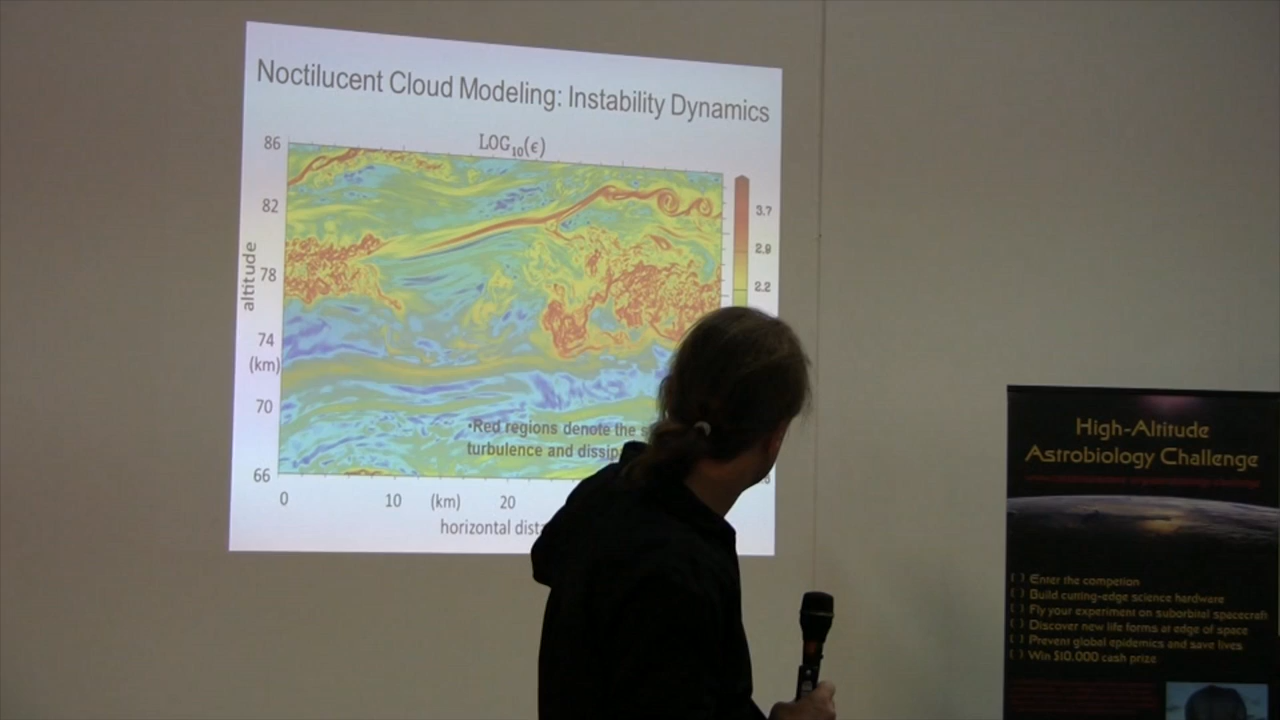 Noctilucent Cloud Modeling: Instability Dynamics
LOG₁₀(ϵ)
86
82
78
74
(km)
70
66
altitude
3.7
2.9
2.2
•Red regions denote the
turbulence and
0
10
(km)
20
horizontal
High-Altitude
Astrobiology Challenge
[ ] Enter the competion
[ ] Build cutting-edge science hardware
[ ] Fly your experiment on suborbital spacecraft
[ ] Discover new life forms at edge of space
[ ] Prevent global epidemics and save lives
[ ] Win $10,000 cash prize